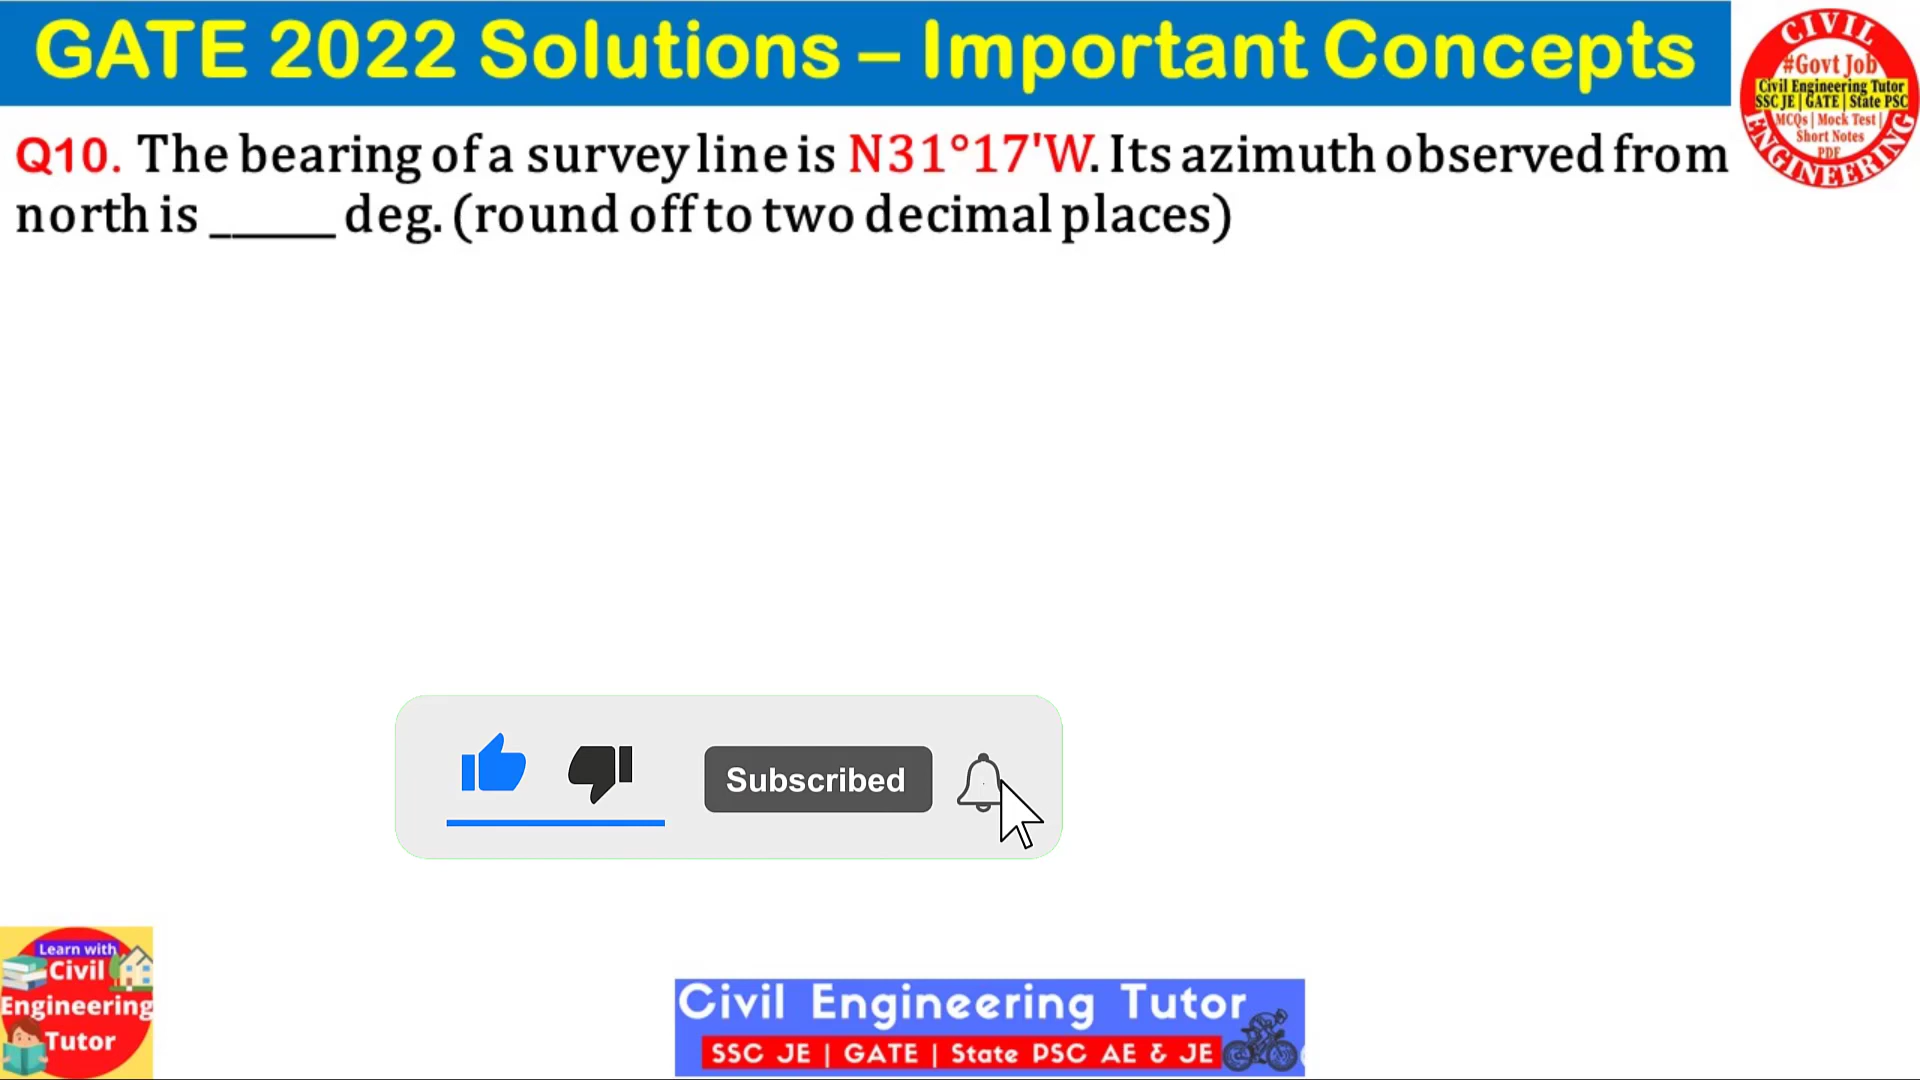 GATE 2022 Solutions – Important Concepts
CIVIL
#Govt Job
Civil Engineering Tutor
SSC JE | GATE | State PSC
MCQs | Mock Test |
Short Notes
PDF
ENGINEERING
Q10. The bearing of a survey line is N31°17'W. Its azimuth observed from
north is ______ deg. (round off to two decimal places)
Subscribed
Learn with
Civil
Engineering
Tutor
Civil Engineering Tutor
SSC JE | GATE | State PSC AE & JE